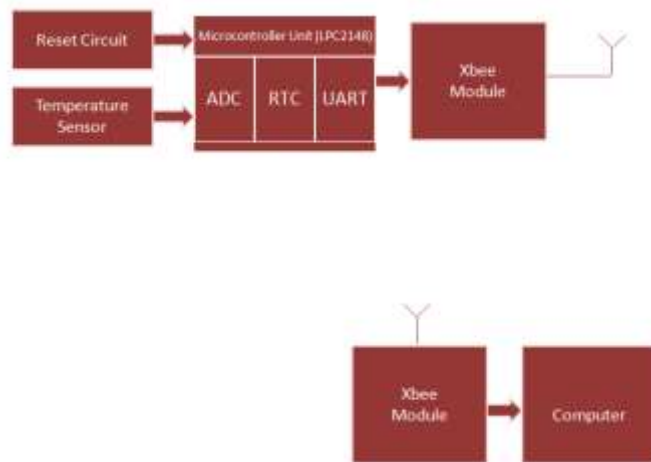 Reset Circuit
Microcontroller Unit (LPC2148)
Xbee
Module
Temperature
Sensor
ADC
RTC
UART
Xbee
Module
Computer